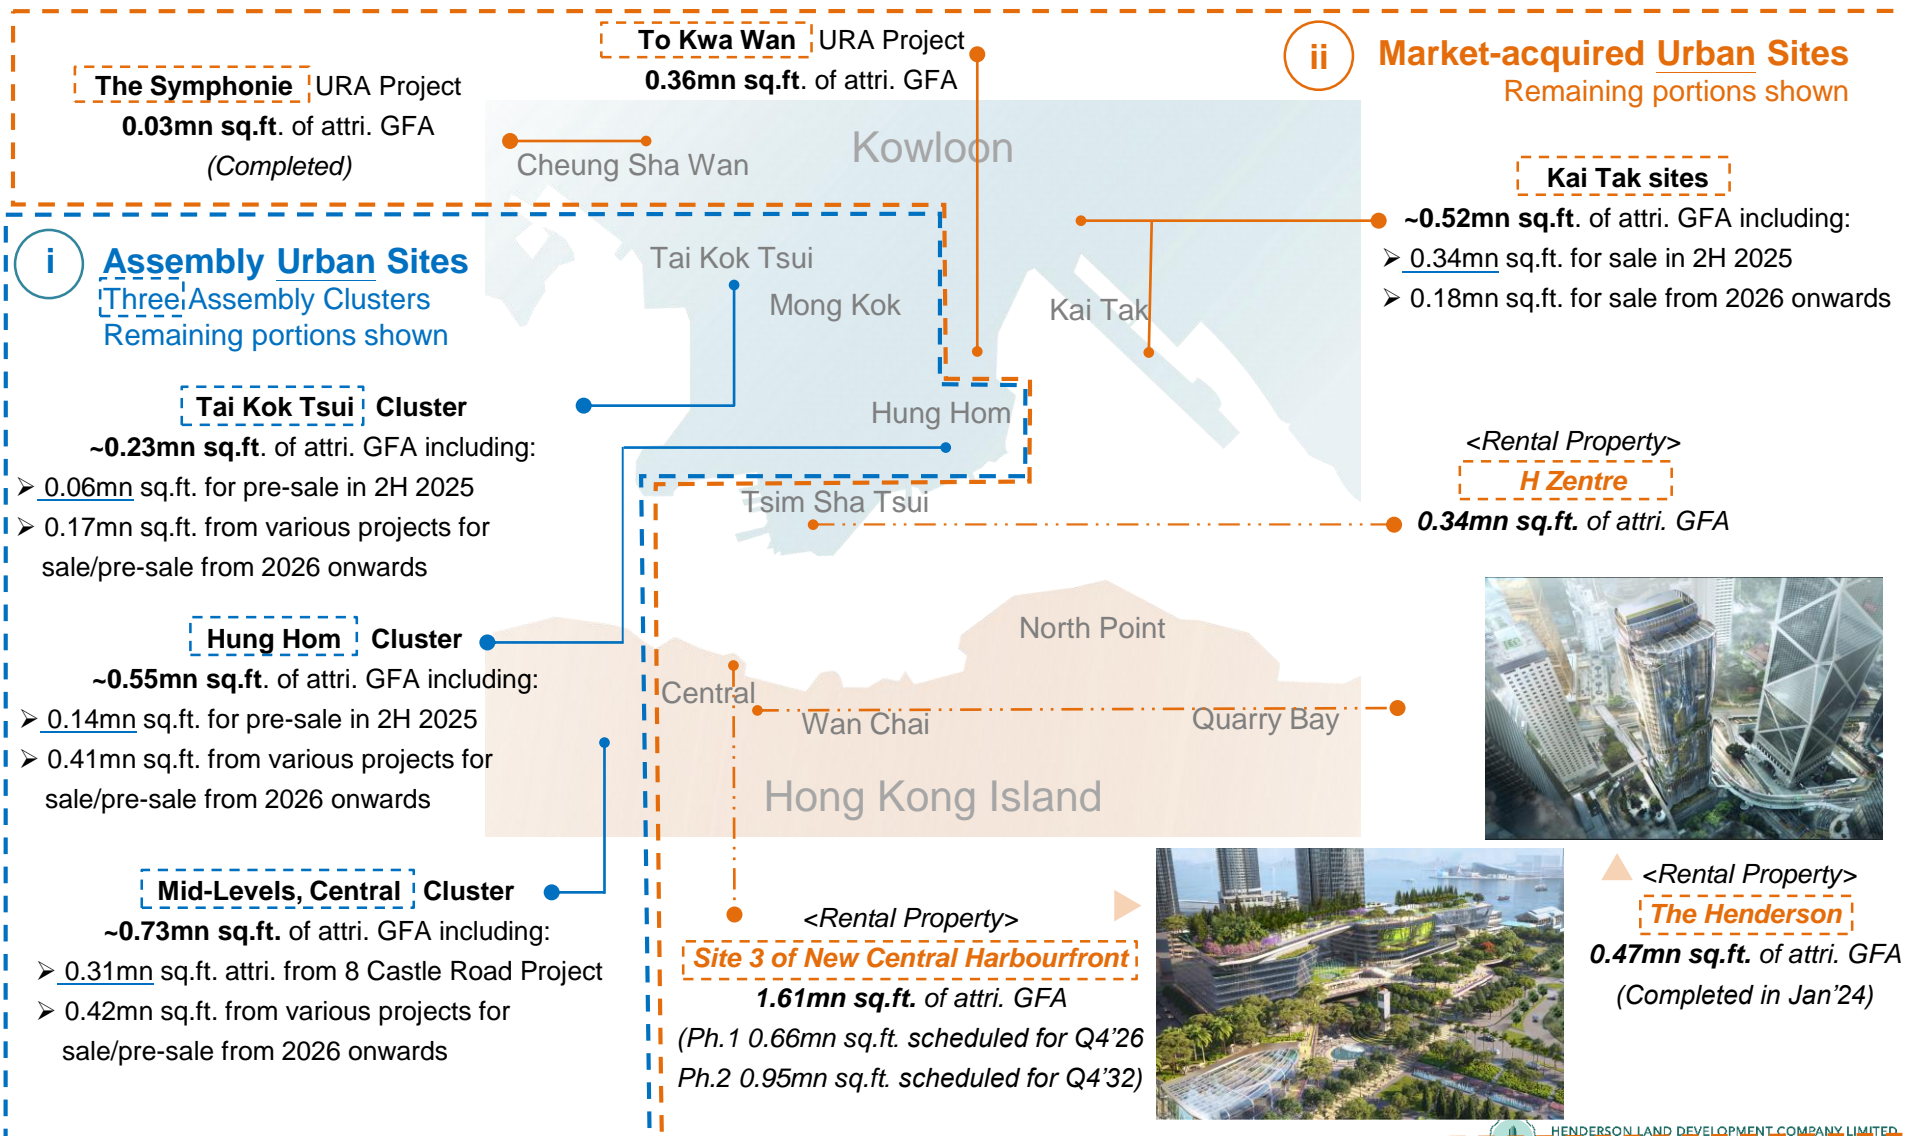 The Symphonie URA Project
0.03mn sq.ft. of attri. GFA
(Completed)
To Kwa Wan URA Project
0.36mn sq.ft. of attri. GFA
ii Market-acquired Urban Sites
Remaining portions shown
Kai Tak sites
~0.52mn sq.ft. of attri. GFA including:
➢ 0.34mn sq.ft. for sale in 2H 2025
➢ 0.18mn sq.ft. for sale from 2026 onwards
<Rental Property>
H Zentre
0.34mn sq.ft. of attri. GFA
i Assembly Urban Sites
Three Assembly Clusters
Remaining portions shown
Tai Kok Tsui Cluster
~0.23mn sq.ft. of attri. GFA including:
➢ 0.06mn sq.ft. for pre-sale in 2H 2025
➢ 0.17mn sq.ft. from various projects for
sale/pre-sale from 2026 onwards
Hung Hom Cluster
~0.55mn sq.ft. of attri. GFA including:
➢ 0.14mn sq.ft. for pre-sale in 2H 2025
➢ 0.41mn sq.ft. from various projects for
sale/pre-sale from 2026 onwards
Mid-Levels, Central Cluster
~0.73mn sq.ft. of attri. GFA including:
➢ 0.31mn sq.ft. attri. from 8 Castle Road Project
➢ 0.42mn sq.ft. from various projects for
sale/pre-sale from 2026 onwards
Kowloon
Cheung Sha Wan
Tai Kok Tsui
Mong Kok
Kai Tak
Hung Hom
Tsim Sha Tsui
North Point
Central
Wan Chai
Quarry Bay
Hong Kong Island
<Rental Property>
Site 3 of New Central Harbourfront
1.61mn sq.ft. of attri. GFA
(Ph.1 0.66mn sq.ft. scheduled for Q4'26
Ph.2 0.95mn sq.ft. scheduled for Q4'32)
<Rental Property>
The Henderson
0.47mn sq.ft. of attri. GFA
(Completed in Jan'24)
HENDERSON LAND DEVELOPMENT COMPANY LIMITED